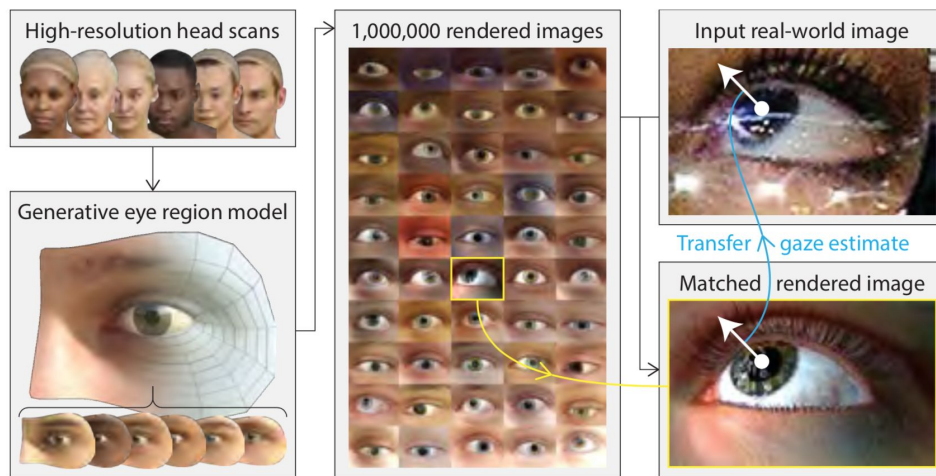 High-resolution head scans
Generative eye region model
1,000,000 rendered images
Input real-world image
Transfer gaze estimate
Matched rendered image